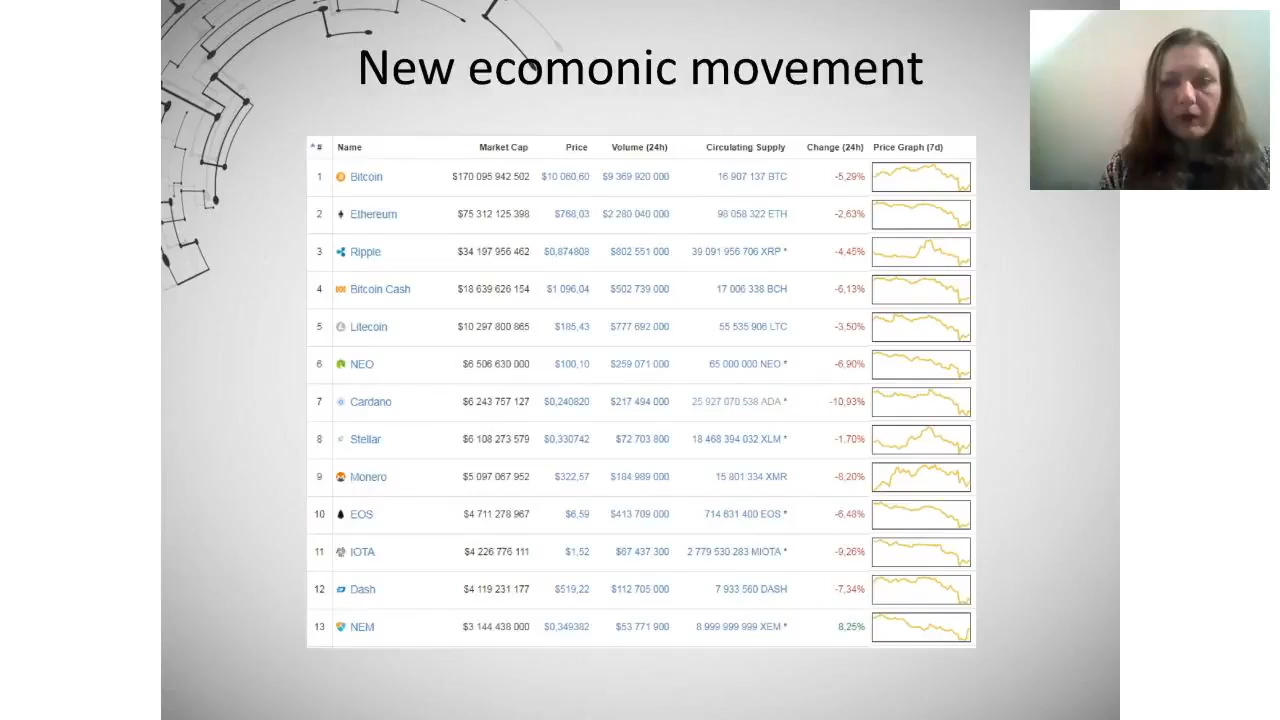 New ecomonic movement
# Name Market Cap Price Volume (24h) Circulating Supply Change (24h) Price Graph (7d)
1 Bitcoin $170 095 942 502 $10 060,60 $9 369 920 000 16 907 137 BTC -5,29%
2 Ethereum $75 312 125 398 $768,03 $2 280 040 000 98 058 322 ETH -2,63%
3 Ripple $34 197 956 462 $0,874808 $802 551 000 39 091 956 706 XRP * -4,45%
4 Bitcoin Cash $18 639 626 154 $1 096,04 $502 739 000 17 006 338 BCH -6,13%
5 Litecoin $10 297 800 865 $185,43 $777 692 000 55 535 906 LTC -3,50%
6 NEO $6 506 630 000 $100,10 $259 071 000 65 000 000 NEO * -6,90%
7 Cardano $6 243 757 127 $0,240820 $217 494 000 25 927 070 538 ADA * -10,93%
8 Stellar $6 108 273 579 $0,330742 $72 703 800 18 468 394 032 XLM * -1,70%
9 Monero $5 097 067 952 $322,57 $184 989 000 15 801 334 XMR -8,20%
10 EOS $4 711 278 967 $6,59 $413 709 000 714 631 400 EOS * -6,48%
11 IOTA $4 226 776 111 $1,52 $67 437 300 2 779 530 283 MIOTA * -9,26%
12 Dash $4 119 231 177 $519,22 $112 705 000 7 933 560 DASH -7,34%
13 NEM $3 144 438 000 $0,349382 $53 771 900 8 999 999 999 XEM * 8,25%